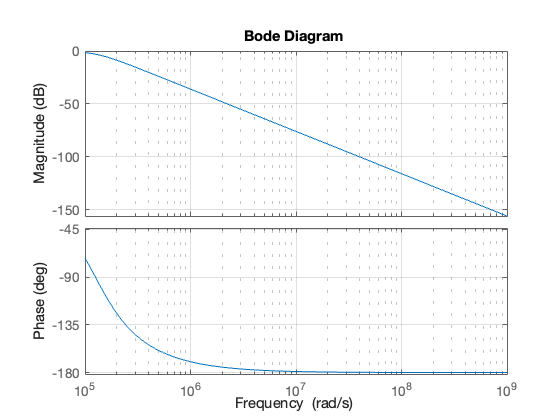 Bode Diagram
0
-50
-100
-150
Magnitude (dB)
-45
-90
-135
-180
Phase (deg)
10^5 10^6 10^7 10^8 10^9
Frequency (rad/s)